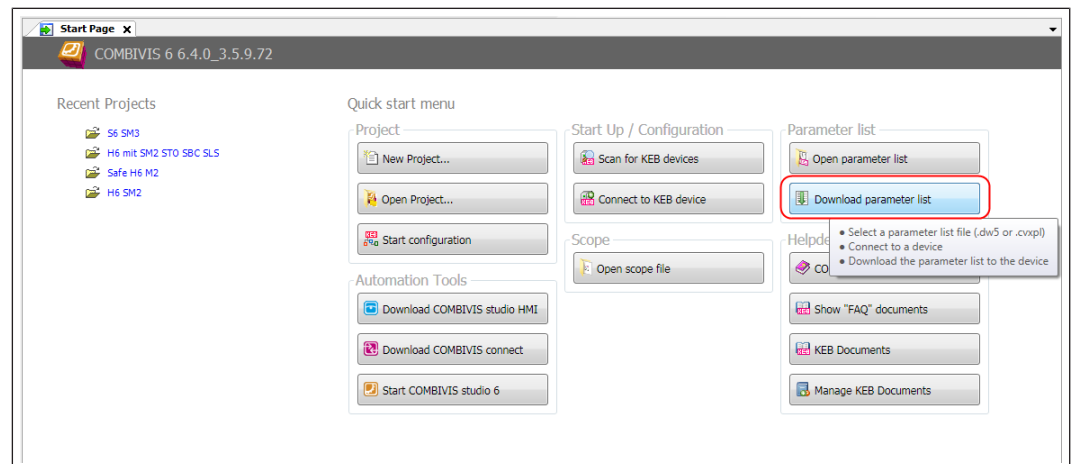 Start Page x
COMBIVIS 6 6.4.0_3.5.9.72
Recent Projects
S6 SM3
H6 mit SM2 STO SBC SLS
Safe H6 M2
H6 SM2
Quick start menu
Project
New Project...
Open Project...
Start configuration
Automation Tools
Download COMBIVIS studio HMI
Download COMBIVIS connect
Start COMBIVIS studio 6
Start Up / Configuration
Scan for KEB devices
Connect to KEB device
Scope
Open scope file
Parameter list
Open parameter list
Download parameter list
• Select a parameter list file (.dw5 or .cvxpl)
• Connect to a device
• Download the parameter list to the device
Helpde
CO
Show "FAQ" documents
KEB Documents
Manage KEB Documents